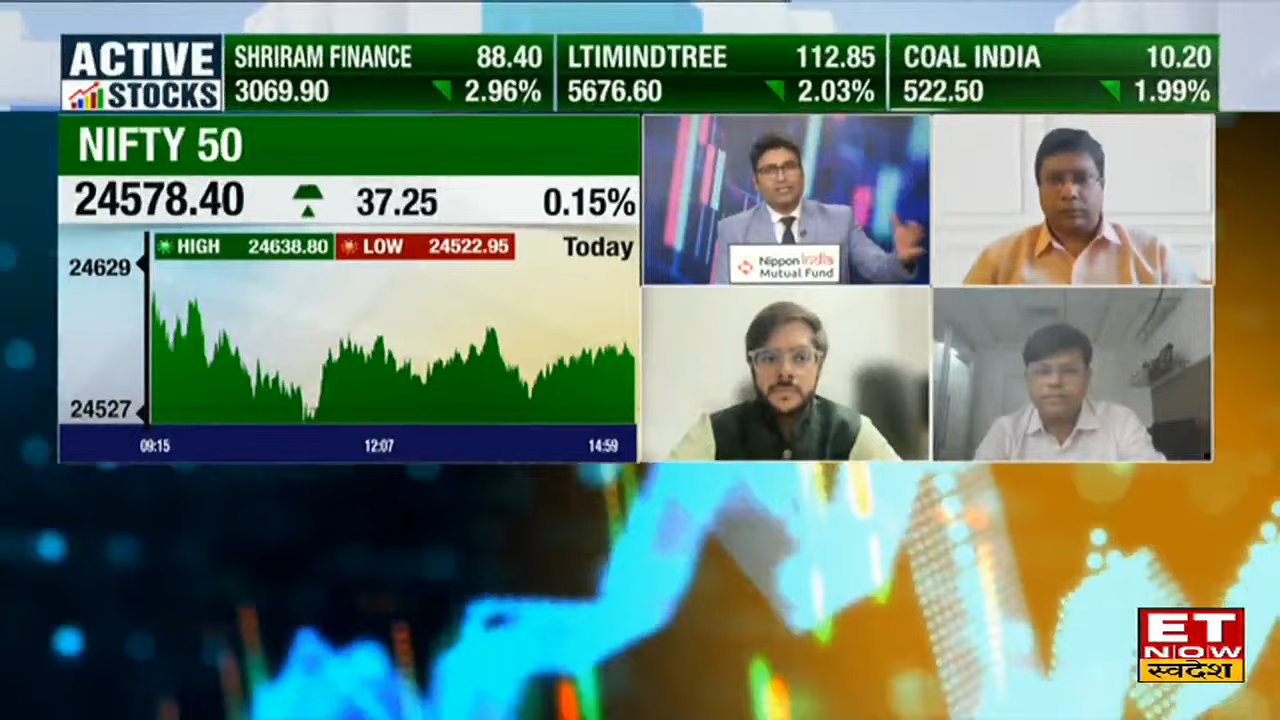 ACTIVE STOCKS
SHRIRAM FINANCE 88.40
3069.90 2.96%
LTIMINDTREE 112.85
5676.60 2.03%
COAL INDIA 10.20
522.50 1.99%
NIFTY 50
24578.40 37.25 0.15%
HIGH 24638.80 LOW 24522.95 Today
24629
24527
09:15 12:07 14:59
Nippon india
Mutual Fund
ET
NOW
स्वदेश